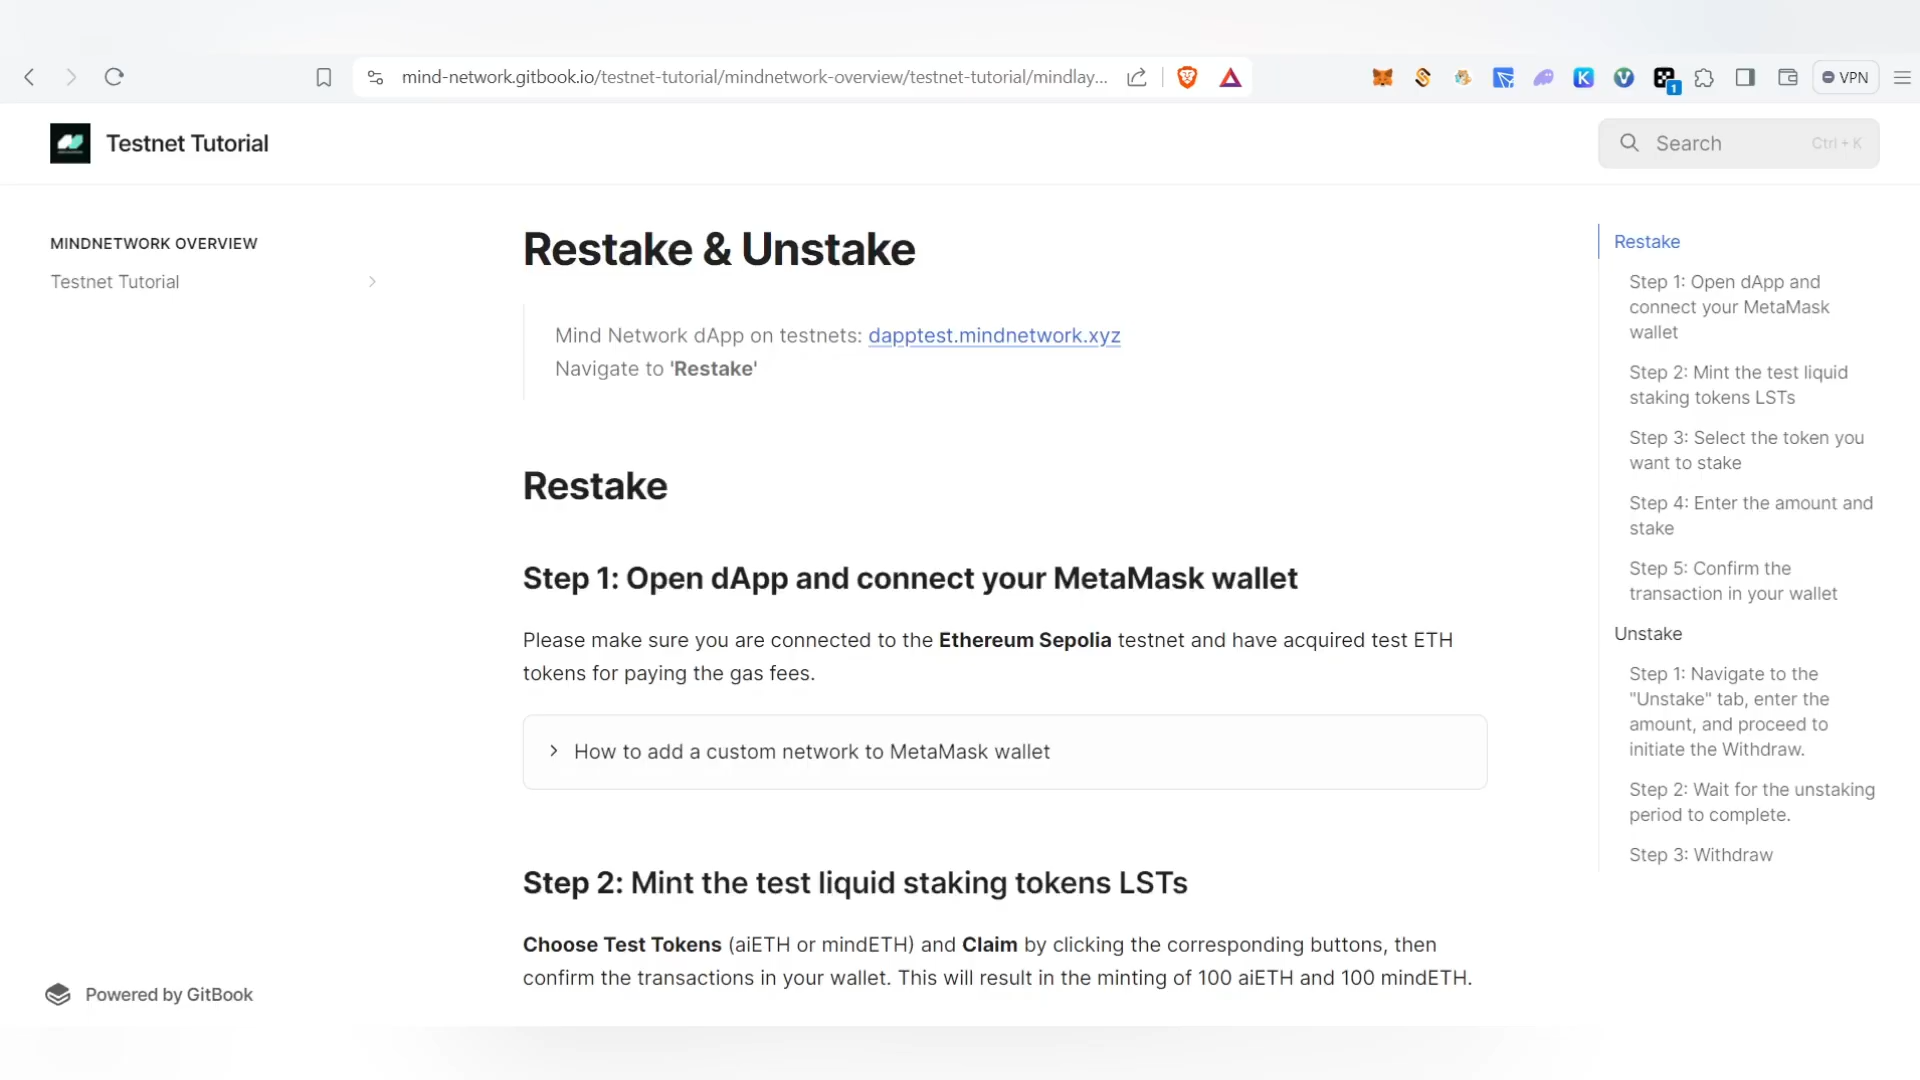 mind-network.gitbook.io/testnet-tutorial/mindnetwork-overview/testnet-tutorial/mindlay...
1
VPN
Testnet Tutorial
Search
Ctrl + K
MINDNETWORK OVERVIEW
Testnet Tutorial
Restake & Unstake
Mind Network dApp on testnets: dapptest.mindnetwork.xyz
Navigate to 'Restake'
Restake
Step 1: Open dApp and connect your MetaMask wallet
Please make sure you are connected to the Ethereum Sepolia testnet and have acquired test ETH
tokens for paying the gas fees.
How to add a custom network to MetaMask wallet
Step 2: Mint the test liquid staking tokens LSTs
Choose Test Tokens (aiETH or mindETH) and Claim by clicking the corresponding buttons, then
confirm the transactions in your wallet. This will result in the minting of 100 aiETH and 100 mindETH.
Restake
Step 1: Open dApp and
connect your MetaMask
wallet
Step 2: Mint the test liquid
staking tokens LSTs
Step 3: Select the token you
want to stake
Step 4: Enter the amount and
stake
Step 5: Confirm the
transaction in your wallet
Unstake
Step 1: Navigate to the
"Unstake" tab, enter the
amount, and proceed to
initiate the Withdraw.
Step 2: Wait for the unstaking
period to complete.
Step 3: Withdraw
Powered by GitBook